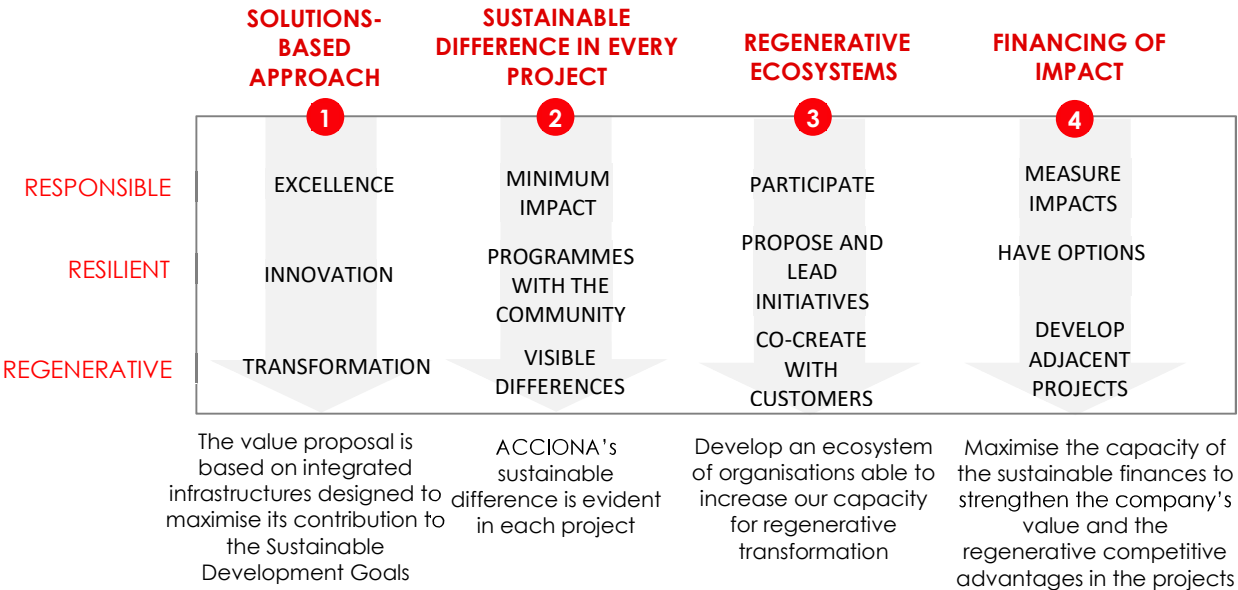 SOLUTIONS-
BASED
APPROACH
SUSTAINABLE
DIFFERENCE IN EVERY
PROJECT
REGENERATIVE
ECOSYSTEMS
FINANCING OF
IMPACT
1
2
3
4
RESPONSIBLE
EXCELLENCE
MINIMUM
IMPACT
PARTICIPATE
MEASURE
IMPACTS
RESILIENT
INNOVATION
PROGRAMMES
WITH THE
COMMUNITY
PROPOSE AND
LEAD
INITIATIVES
HAVE OPTIONS
REGENERATIVE
TRANSFORMATION
VISIBLE
DIFFERENCES
CO-CREATE
WITH
CUSTOMERS
DEVELOP
ADJACENT
PROJECTS
The value proposal is
based on integrated
infrastructures designed to
maximise its contribution to
the Sustainable
Development Goals
ACCIONA’s
sustainable
difference is evident
in each project
Develop an ecosystem
of organisations able to
increase our capacity
for regenerative
transformation
Maximise the capacity of
the sustainable finances to
strengthen the company’s
value and the
regenerative competitive
advantages in the projects